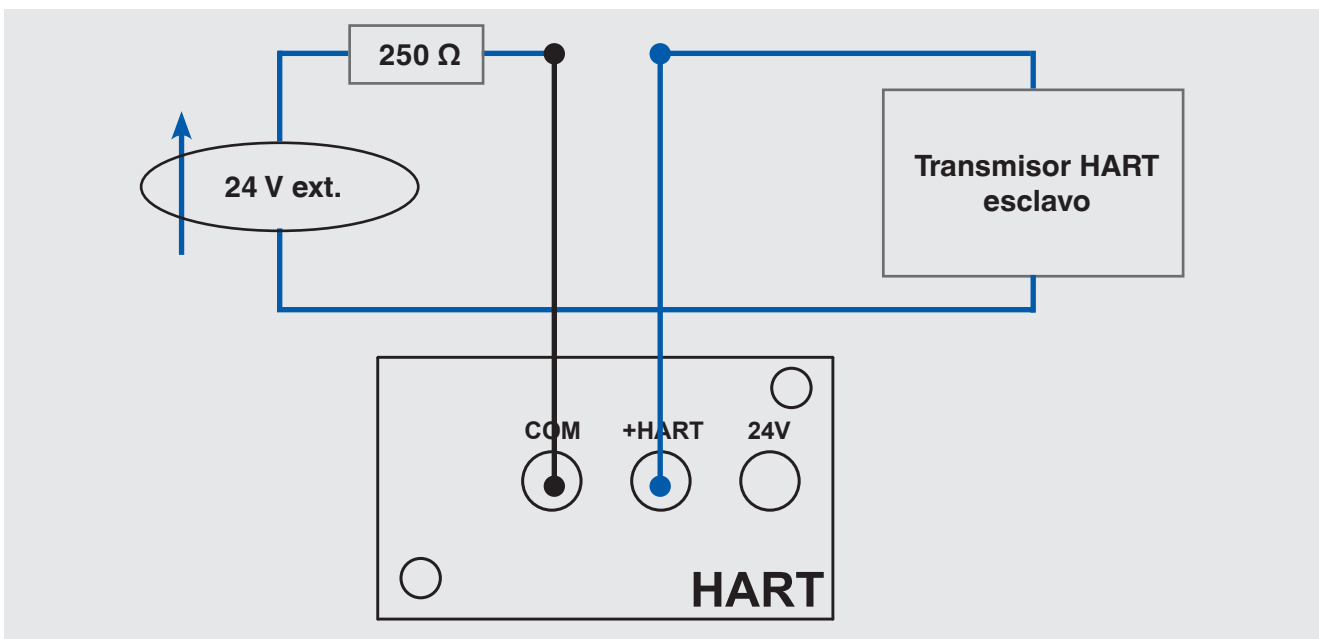 250 Ω
24 V ext.
Transmisor HART
esclavo
COM +HART 24V
HART